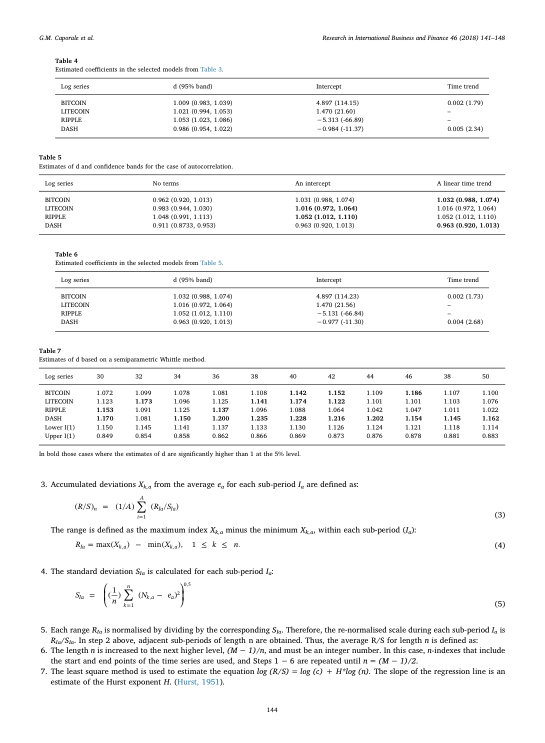 G.M. Caporale et al.
Research in International Business and Finance 46 (2018) 141–148
Table 4
Estimated coefficients in the selected models from Table 3.
Log series d (95% band) Intercept Time trend
BITCOIN 1.009 (0.983, 1.039) 4.897 (114.15) 0.002 (1.79)
LITECOIN 1.021 (0.994, 1.053) 1.470 (21.60) –
RIPPLE 1.053 (1.023, 1.086) −5.313 (-66.89) –
DASH 0.986 (0.954, 1.022) −0.984 (-11.37) 0.005 (2.34)
Table 5
Estimates of d and confidence bands for the case of autocorrelation.
Log series No terms An intercept A linear time trend
BITCOIN 0.962 (0.920, 1.013) 1.031 (0.988, 1.074) 1.032 (0.988, 1.074)
LITECOIN 0.983 (0.944, 1.030) 1.016 (0.972, 1.064) 1.016 (0.972, 1.064)
RIPPLE 1.048 (0.991, 1.113) 1.052 (1.012, 1.110) 1.052 (1.012, 1.110)
DASH 0.911 (0.8733, 0.953) 0.963 (0.920, 1.013) 0.963 (0.920, 1.013)
Table 6
Estimated coefficients in the selected models from Table 5.
Log series d (95% band) Intercept Time trend
BITCOIN 1.032 (0.988, 1.074) 4.897 (114.23) 0.002 (1.73)
LITECOIN 1.016 (0.972, 1.064) 1.470 (21.56) –
RIPPLE 1.052 (1.012, 1.110) −5.131 (-66.84) –
DASH 0.963 (0.920, 1.013) −0.977 (-11.30) 0.004 (2.68)
Table 7
Estimates of d based on a semiparametric Whittle method.
Log series 30 32 34 36 38 40 42 44 46 38 48 50
BITCOIN 1.072 1.099 1.078 1.081 1.108 1.142 1.152 1.109 1.186 1.107 1.100
LITECOIN 1.123 1.173 1.096 1.125 1.141 1.174 1.122 1.101 1.101 1.103 1.076
RIPPLE 1.153 1.091 1.125 1.137 1.096 1.088 1.064 1.042 1.047 1.011 1.022
DASH 1.170 1.081 1.150 1.200 1.235 1.228 1.216 1.202 1.154 1.145 1.162
Lower I(1) 1.150 1.145 1.141 1.137 1.133 1.130 1.126 1.124 1.121 1.118 1.114
Upper I(1) 0.849 0.854 0.858 0.862 0.866 0.869 0.873 0.876 0.878 0.881 0.883
In bold those cases where the estimates of d are significantly higher than 1 at the 5% level.
3. Accumulated deviations X_{k,a} from the average e_a for each sub-period I_a are defined as:
(R/S)_n = (1/A) ∑_{i=1}^{A} (R_{Ia}/S_{Ia})
(3)
The range is defined as the maximum index X_{k,a} minus the minimum X_{k,a}, within each sub-period (I_a):
R_{Ia} = max(X_{k,a}) − min(X_{k,a}), 1 ≤ k ≤ n.
(4)
4. The standard deviation S_{Ia} is calculated for each sub-period I_a:
S_{Ia} = ((1/n) ∑_{k=1}^{n} (N_{k,a} − e_a)²)^{0,5}
(5)
5. Each range R_{Ia} is normalised by dividing by the corresponding S_{Ia}. Therefore, the re-normalised scale during each sub-period I_a is
R_{Ia}/S_{Ia}. In step 2 above, adjacent sub-periods of length n are obtained. Thus, the average R/S for length n is defined as:
6. The length n is increased to the next higher level, (M − 1)/n, and must be an integer number. In this case, n-indexes that include
the start and end points of the time series are used, and Steps 1 − 6 are repeated until n = (M − 1)/2.
7. The least square method is used to estimate the equation log (R/S) = log (c) + H*log (n). The slope of the regression line is an
estimate of the Hurst exponent H. (Hurst, 1951).
144